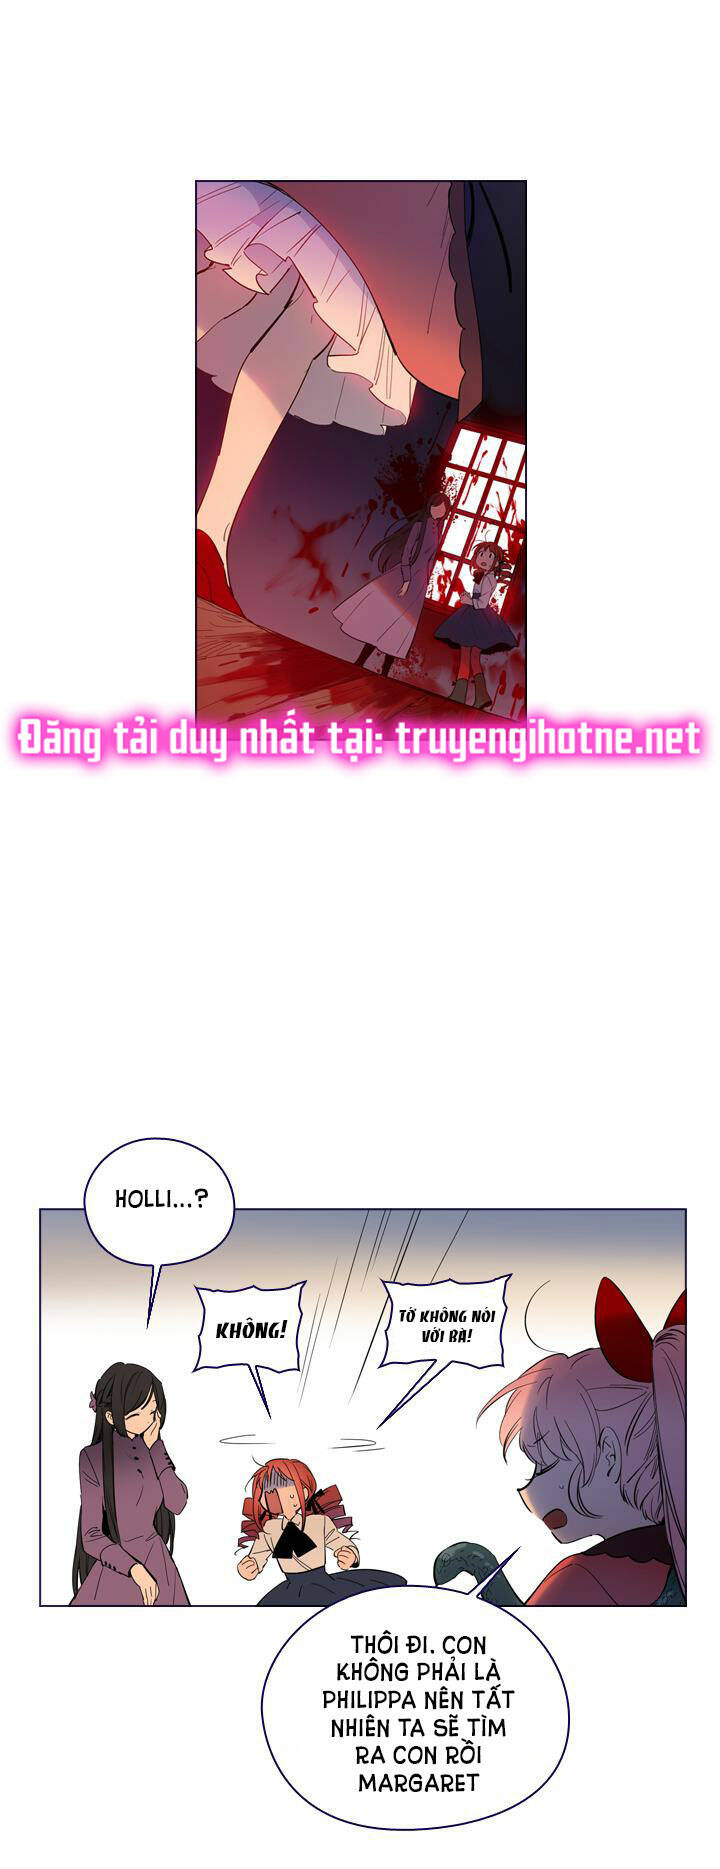 Đăng tải duy nhất tại: truyengihotne.net
HOLLI...?
KHÔNG!
TỚ KHÔNG NÓI
VỚI BÀ!
THÔI ĐI. CON
KHÔNG PHẢI LÀ
PHILIPPA NÊN TẤT
NHIÊN TA SẼ TÌM
RA CON RỒI
MARGARET